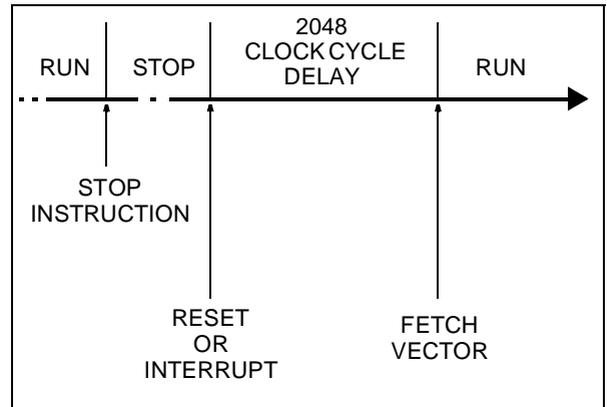 RUN
STOP
2048
CLOCK CYCLE
DELAY
RUN
STOP
INSTRUCTION
RESET
OR
INTERRUPT
FETCH
VECTOR